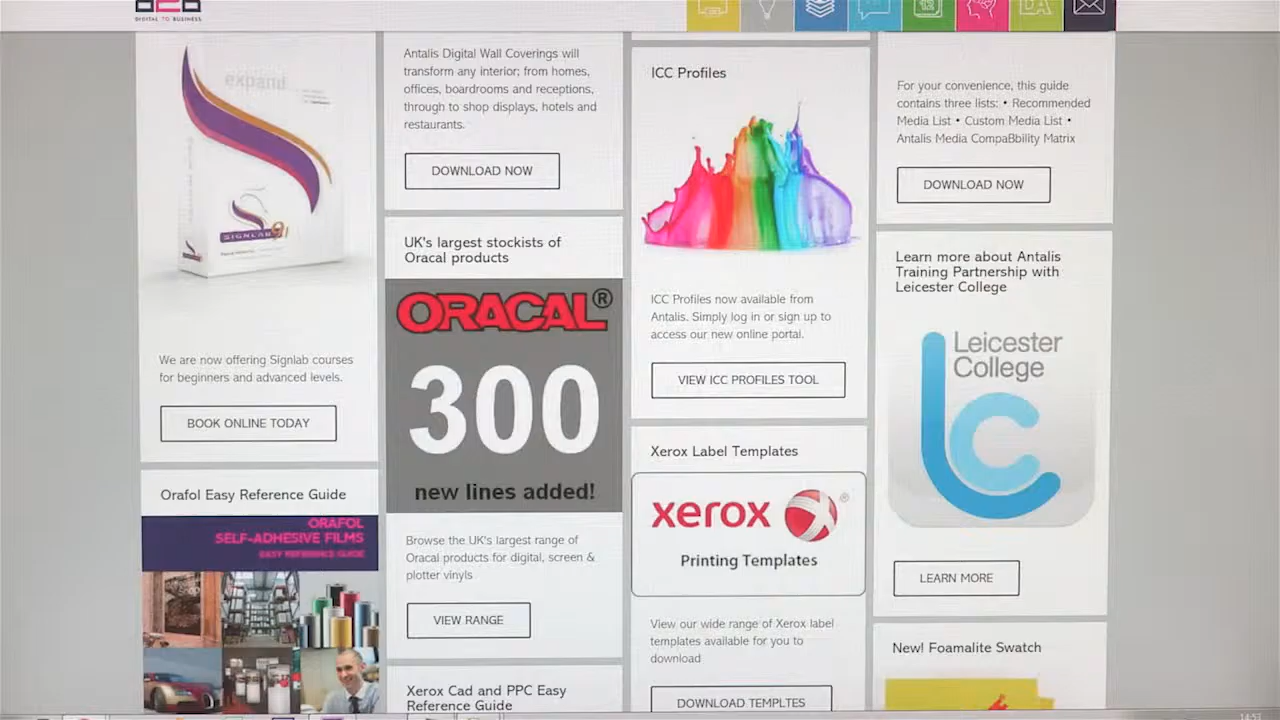 DIGITAL TO BUSINESS
expand
SIGNLAB 9.1
We are now offering Signlab courses
for beginners and advanced levels.
BOOK ONLINE TODAY
Orafol Easy Reference Guide
ORAFOL
SELF-ADHESIVE FILMS
EASY REFERENCE GUIDE
Antalis Digital Wall Coverings will
transform any interior; from homes,
offices, boardrooms and receptions,
through to shop displays, hotels and
restaurants.
DOWNLOAD NOW
UK's largest stockists of
Oracal products
ORACAL®
300
new lines added!
Browse the UK's largest range of
Oracal products for digital, screen &
plotter vinyls
VIEW RANGE
Xerox Cad and PPC Easy
Reference Guide
ICC Profiles
ICC Profiles now available from
Antalis. Simply log in or sign up to
access our new online portal.
VIEW ICC PROFILES TOOL
Xerox Label Templates
xerox ®
Printing Templates
View our wide range of Xerox label
templates available for you to
download
DOWNLOAD TEMPLTES
For your convenience, this guide
contains three lists: • Recommended
Media List • Custom Media List •
Antalis Media CompaBbility Matrix
DOWNLOAD NOW
Learn more about Antalis
Training Partnership with
Leicester College
Leicester
College
lc
LEARN MORE
New! Foamalite Swatch